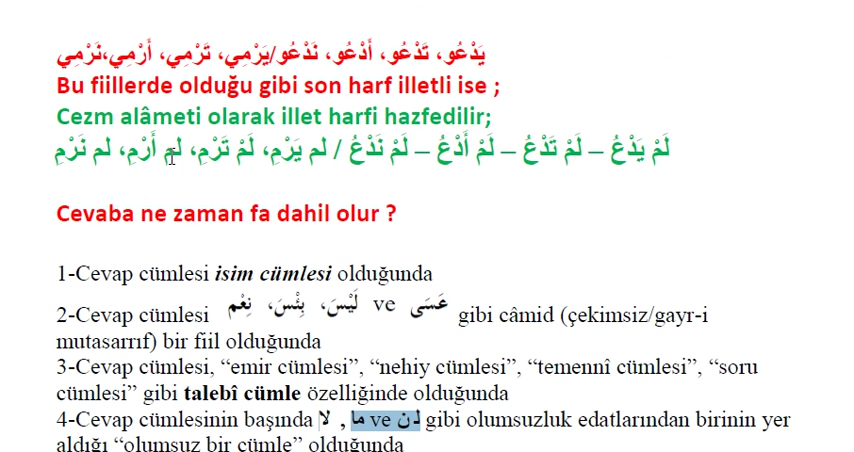 يَدْعُو، تَدْعُو، أَدْعُو، نَدْعُو/يَرْمِي، تَرْمِي، أَرْمِي،نَرْمِي
Bu fiillerde olduğu gibi son harf illetli ise ;
Cezm alâmeti olarak illet harfi hazfedilir;
لَمْ يَدْعُ – لَمْ تَدْعُ – لَمْ أَدْعُ – لَمْ نَدْعُ / لم يَرْمِ، لَمْ تَرْمِ، لم أَرْمِ، لم نَرْمِ
Cevaba ne zaman fa dahil olur ?
1-Cevap cümlesi isim cümlesi olduğunda
2-Cevap cümlesi عَسَى ve لَيْسَ، بِئْسَ، نِعْم gibi câmid (çekimsiz/gayr-i
mutasarrıf) bir fiil olduğunda
3-Cevap cümlesi, “emir cümlesi”, “nehiy cümlesi”, “temennî cümlesi”, “soru
cümlesi” gibi talebî cümle özelliğinde olduğunda
4-Cevap cümlesinin başında لا , ما ve لن gibi olumsuzluk edatlarından birinin yer
aldığı “olumsuz bir cümle” olduğunda